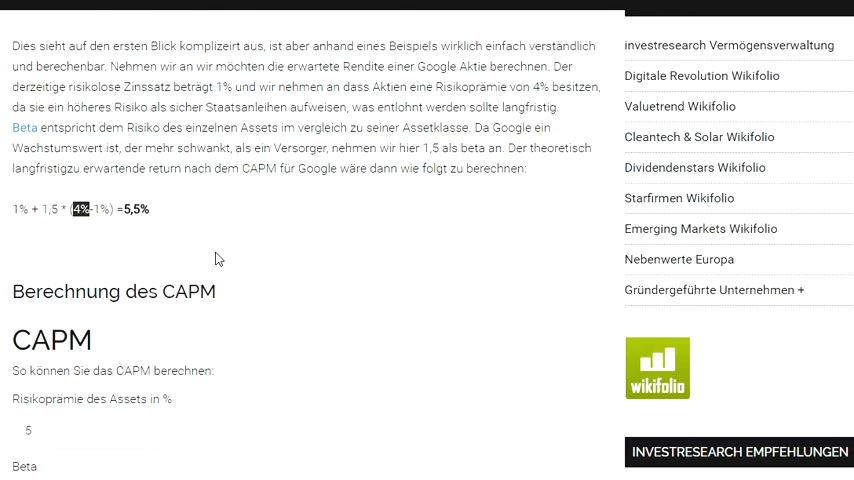 Dies sieht auf den ersten Blick komplizeirt aus, ist aber anhand eines Beispiels wirklich einfach verständlich
und berechenbar. Nehmen wir an wir möchten die erwartete Rendite einer Google Aktie berechnen. Der
derzeitige risikolose Zinssatz beträgt 1% und wir nehmen an dass Aktien eine Risikoprämie von 4% besitzen,
da sie ein höheres Risiko als sicher Staatsanleihen aufweisen, was entlohnt werden sollte langfristig.
Beta entspricht dem Risiko des einzelnen Assets im vergleich zu seiner Assetklasse. Da Google ein
Wachstumswert ist, der mehr schwankt, als ein Versorger, nehmen wir hier 1,5 als beta an. Der theoretisch
langfristigzu erwartende return nach dem CAPM für Google wäre dann wie folgt zu berechnen:
1% + 1,5 * (4%-1%) =5,5%
Berechnung des CAPM
CAPM
So können Sie das CAPM berechnen:
Risikoprämie des Assets in %
5
Beta
investresearch Vermögensverwaltung
Digitale Revolution Wikifolio
Valuetrend Wikifolio
Cleantech & Solar Wikifolio
Dividendenstars Wikifolio
Starfirmen Wikifolio
Emerging Markets Wikifolio
Nebenwerte Europa
Gründergeführte Unternehmen +
wikifolio
INVESTRESEARCH EMPFEHLUNGEN